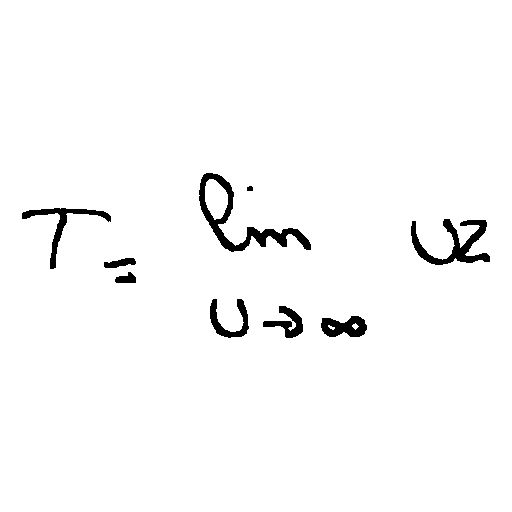 T = lim UZ
U → ∞